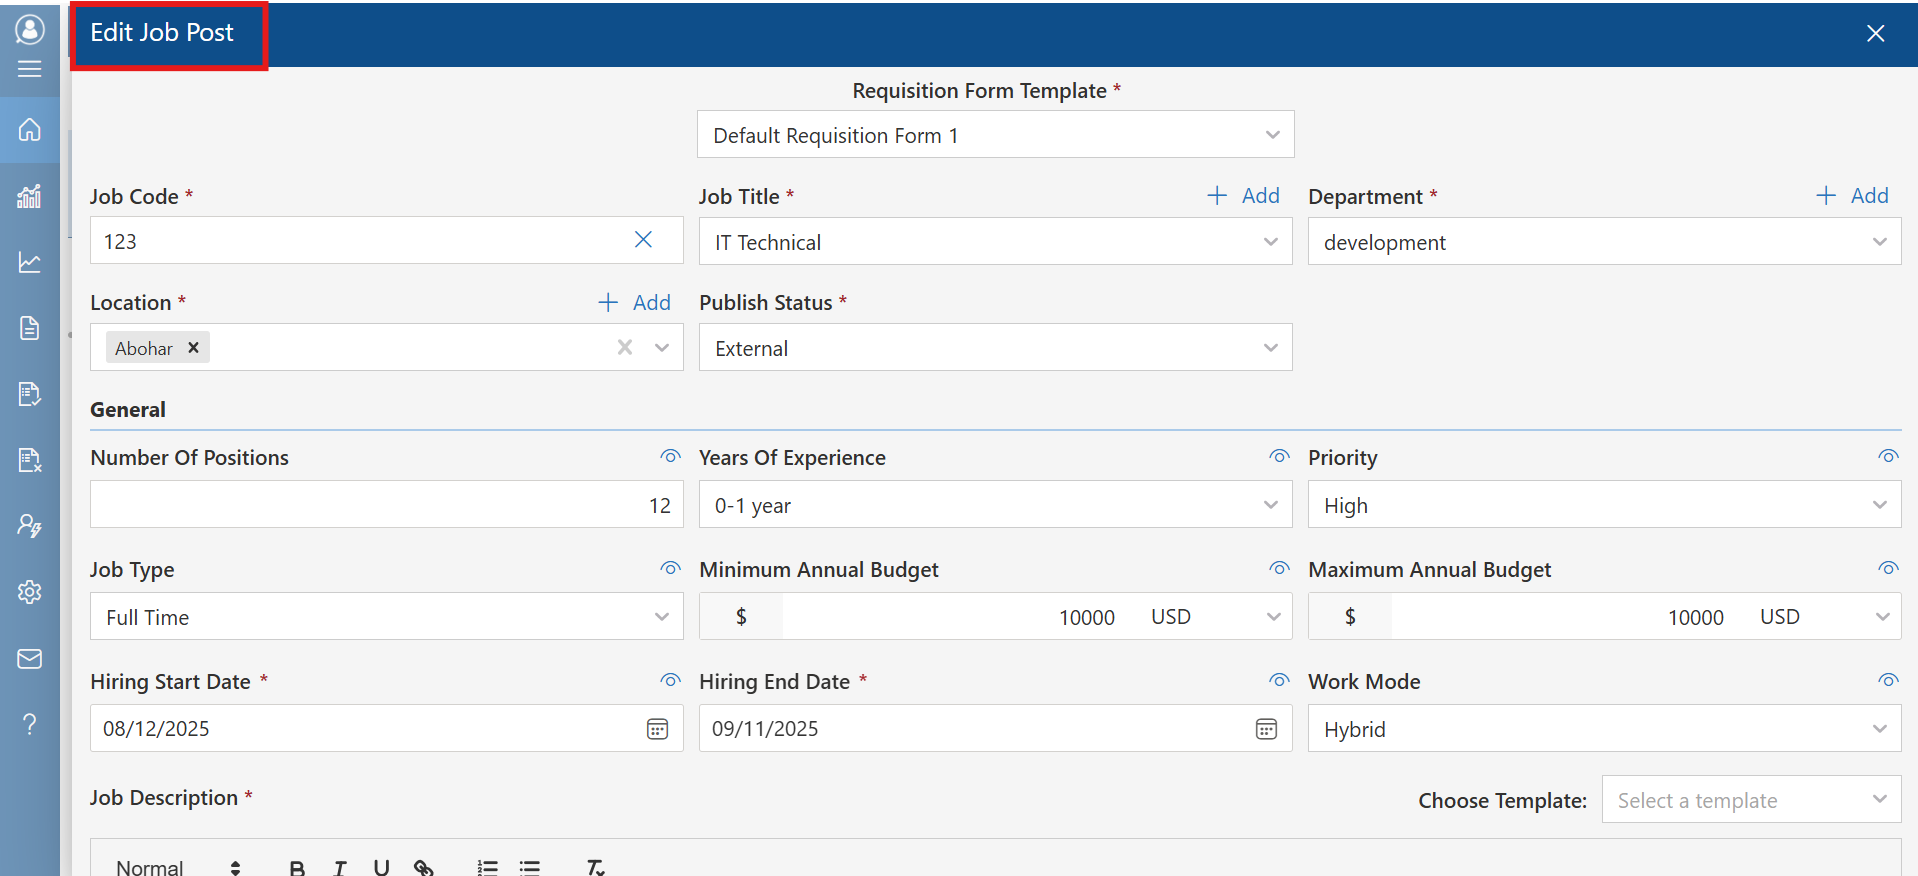 Edit Job Post
Requisition Form Template *
Default Requisition Form 1
Job Code * Job Title * + Add Department * + Add
123 IT Technical development
Location * + Add Publish Status *
Abohar External
General
Number Of Positions Years Of Experience Priority
12 0-1 year High
Job Type Minimum Annual Budget Maximum Annual Budget
Full Time $ 10000 USD $ 10000 USD
Hiring Start Date * Hiring End Date * Work Mode
08/12/2025 09/11/2025 Hybrid
Job Description * Choose Template: Select a template
Normal B I U